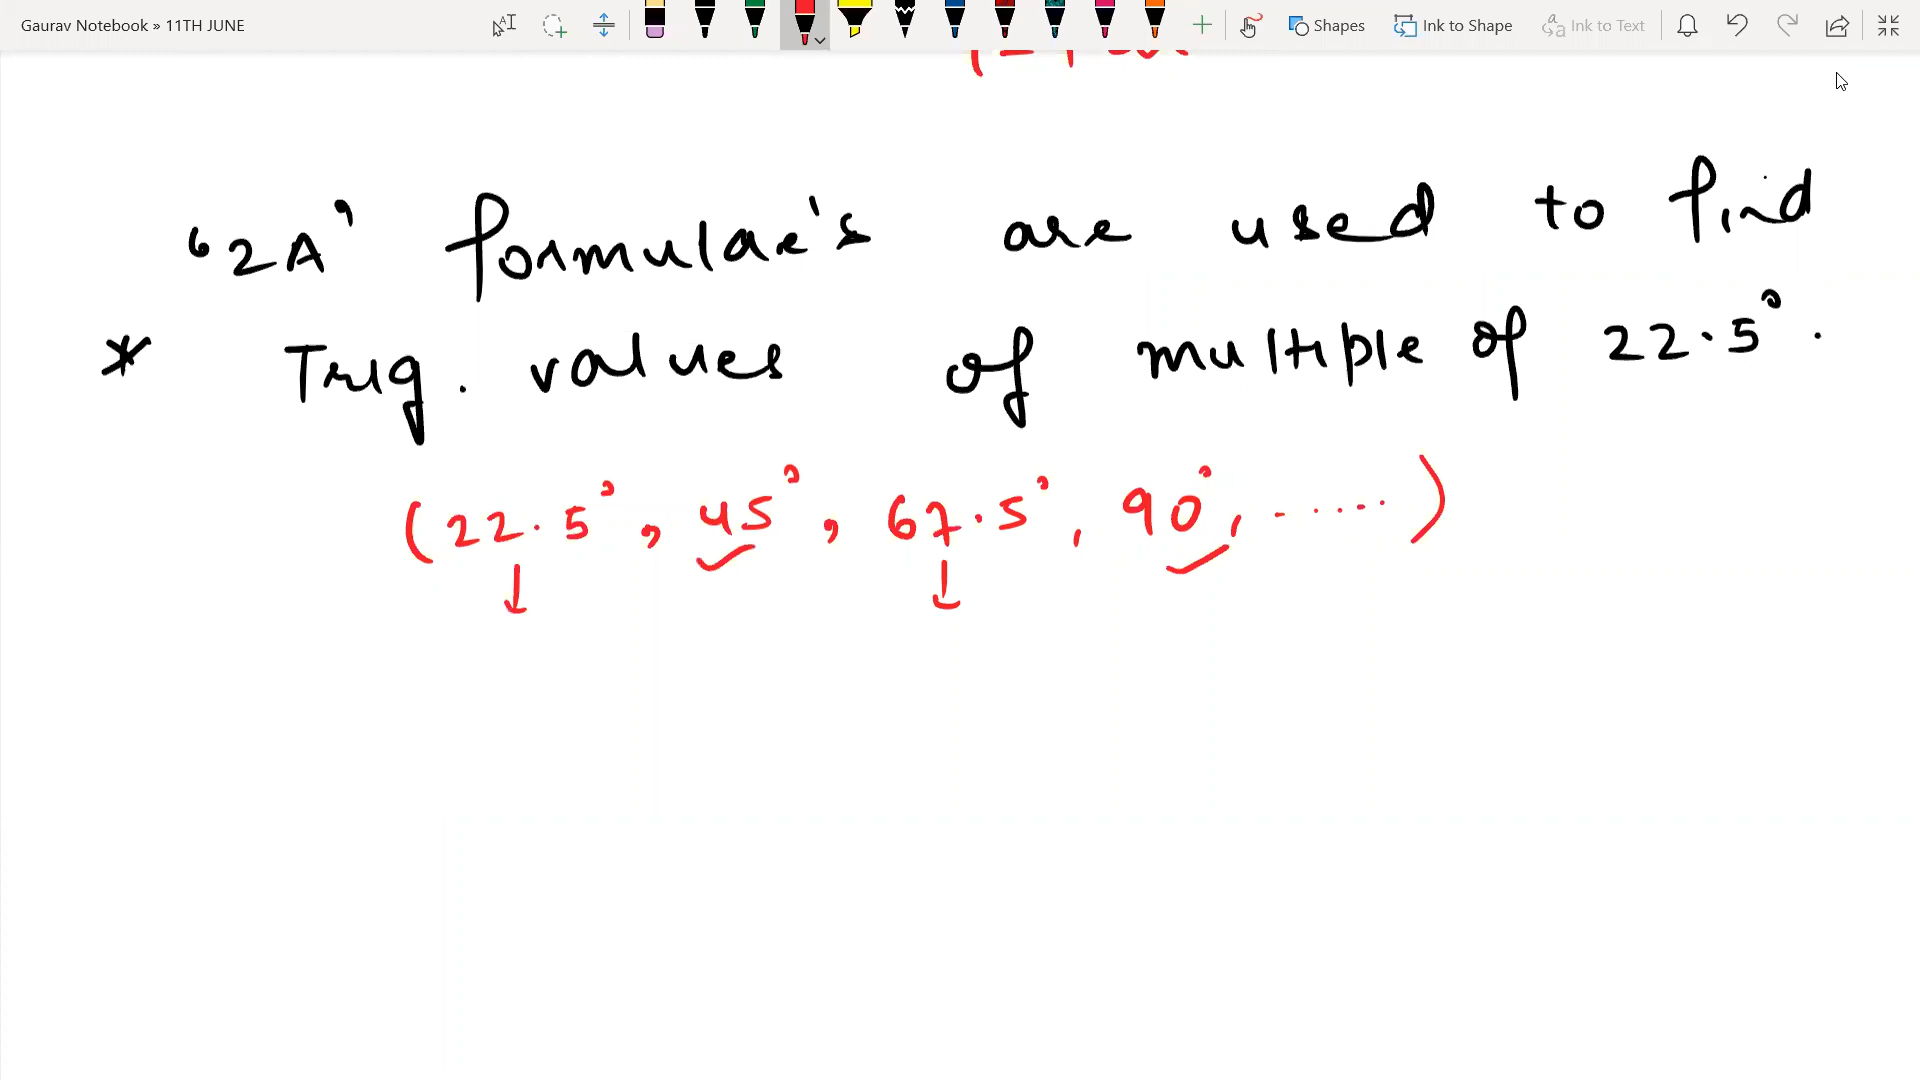 Gaurav Notebook » 11TH JUNE
Shapes
Ink to Shape
Ink to Text
'2A' formulae's are used to find
* Trig. values of multiple of 22.5°.
(22.5°, 45°, 67.5°, 90°, ......)